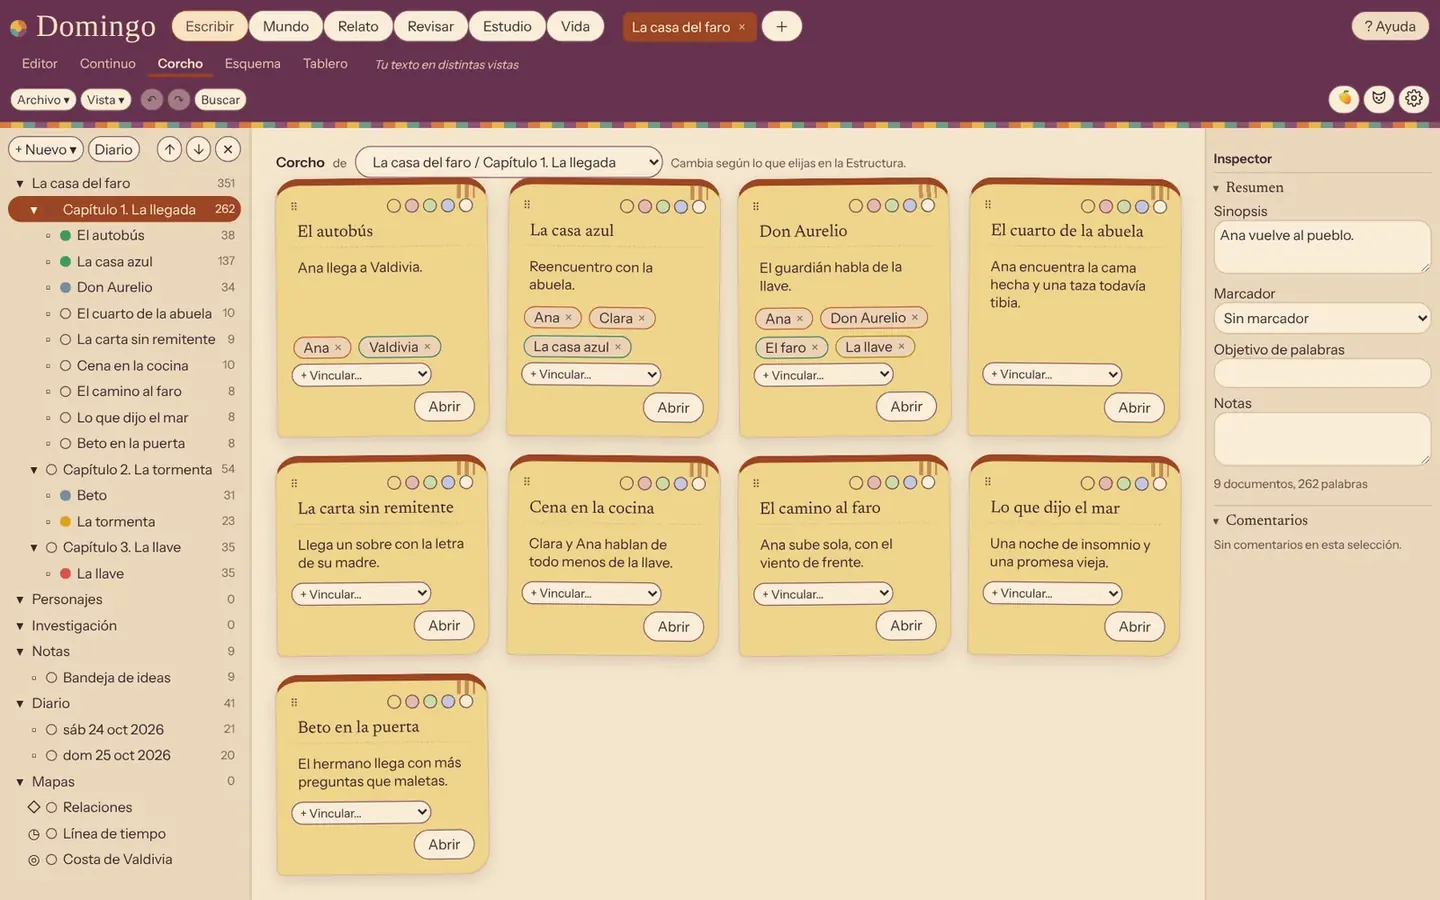 Domingo
Escribir
Mundo
Relato
Revisar
Estudio
Vida
La casa del faro ×
+
? Ayuda
Editor
Continuo
Corcho
Esquema
Tablero
Tu texto en distintas vistas
Archivo ▾
Vista ▾
↶
↷
Buscar
+ Nuevo ▾
Diario
↑
↓
✕
▼ La casa del faro 351
▼ Capítulo 1. La llegada 262
El autobús 38
La casa azul 137
Don Aurelio 34
El cuarto de la abuela 10
La carta sin remitente 9
Cena en la cocina 10
El camino al faro 8
Lo que dijo el mar 8
Beto en la puerta 8
▼ Capítulo 2. La tormenta 54
Beto 31
La tormenta 23
▼ Capítulo 3. La llave 35
La llave 35
▼ Personajes 0
▼ Investigación 0
▼ Notas 9
Bandeja de ideas 9
▼ Diario 41
sáb 24 oct 2026 21
dom 25 oct 2026 20
▼ Mapas 0
Relaciones
Línea de tiempo
Costa de Valdivia
Corcho de La casa del faro / Capítulo 1. La llegada Cambia según lo que elijas en la Estructura.
El autobús
Ana llega a Valdivia.
Ana ×
Valdivia ×
+ Vincular...
Abrir
La casa azul
Reencuentro con la
abuela.
Ana ×
Clara ×
La casa azul ×
+ Vincular...
Abrir
Don Aurelio
El guardián habla de la
llave.
Ana ×
Don Aurelio ×
El faro ×
La llave ×
+ Vincular...
Abrir
El cuarto de la abuela
Ana encuentra la cama
hecha y una taza todavía
tibia.
+ Vincular...
Abrir
La carta sin remitente
Llega un sobre con la letra
de su madre.
+ Vincular...
Abrir
Cena en la cocina
Clara y Ana hablan de
todo menos de la llave.
+ Vincular...
Abrir
El camino al faro
Ana sube sola, con el
viento de frente.
+ Vincular...
Abrir
Lo que dijo el mar
Una noche de insomnio y
una promesa vieja.
+ Vincular...
Abrir
Beto en la puerta
El hermano llega con más
preguntas que maletas.
+ Vincular...
Abrir
Inspector
▼ Resumen
Sinopsis
Ana vuelve al pueblo.
Marcador
Sin marcador
Objetivo de palabras
Notas
9 documentos, 262 palabras
▼ Comentarios
Sin comentarios en esta selección.